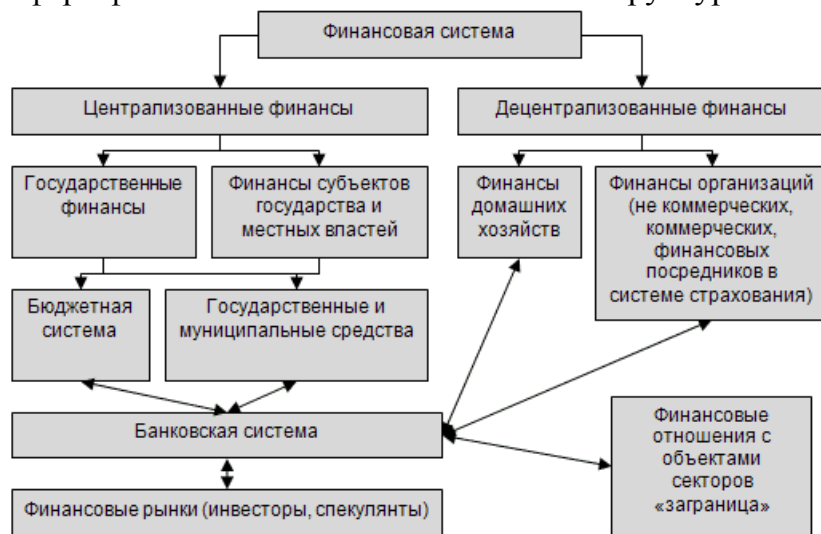 Финансовая система
Централизованные финансы
Децентрализованные финансы
Государственные
финансы
Финансы субъектов
государства и
местных властей
Финансы
домашних
хозяйств
Финансы организаций
(не коммерческих,
коммерческих,
финансовых
посредников в
системе страхования)
Бюджетная
система
Государственные и
муниципальные средства
Банковская система
Финансовые
отношения с
объектами
секторов
«заграница»
Финансовые рынки (инвесторы, спекулянты)